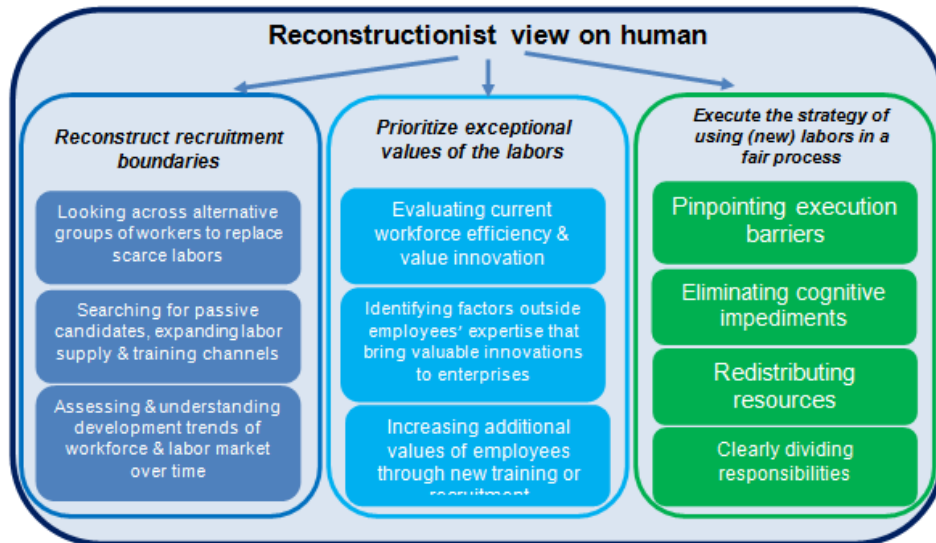 Reconstructionist view on human
Reconstruct recruitment
boundaries
Looking across alternative
groups of workers to replace
scarce labors
Searching for passive
candidates, expanding labor
supply & training channels
Assessing & understanding
development trends of
workforce & labor market
over time
Prioritize exceptional
values of the labors
Evaluating current
workforce efficiency &
value innovation
Identifying factors outside
employees' expertise that
bring valuable innovations
to enterprises
Increasing additional
values of employees
through new training or
recruitment
Execute the strategy of
using (new) labors in a
fair process
Pinpointing execution
barriers
Eliminating cognitive
impediments
Redistributing
resources
Clearly dividing
responsibilities